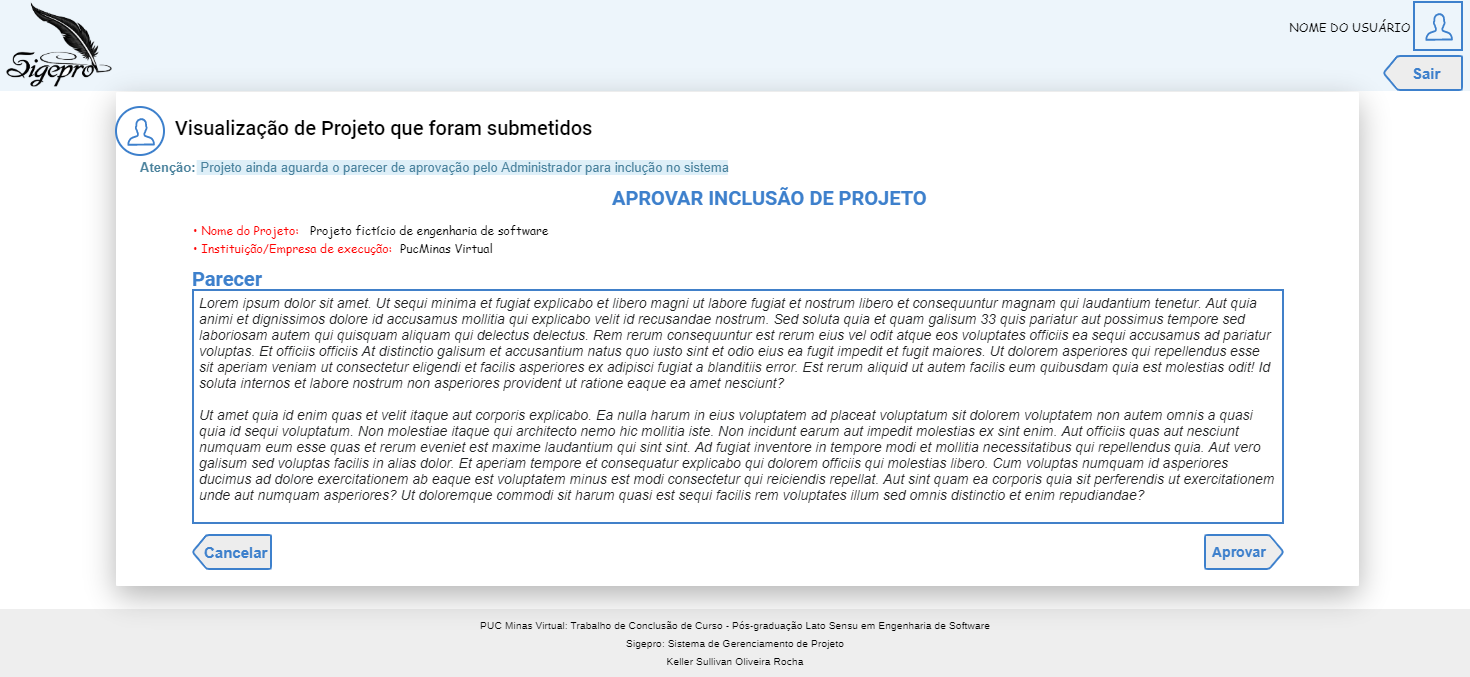 Sigepro
NOME DO USUÁRIO
Sair
Visualização de Projeto que foram submetidos
Atenção: Projeto ainda aguarda o parecer de aprovação pelo Administrador para inclução no sistema
APROVAR INCLUSÃO DE PROJETO
• Nome do Projeto: Projeto fictício de engenharia de software
• Instituição/Empresa de execução: PucMinas Virtual
Parecer
Lorem ipsum dolor sit amet. Ut sequi minima et fugiat explicabo et libero magni ut labore fugiat et nostrum libero et consequuntur magnam qui laudantium tenetur. Aut quia
animi et dignissimos dolore id accusamus mollitia qui explicabo velit id recusandae nostrum. Sed soluta quia et quam galisum 33 quis pariatur aut possimus tempore sed
laboriosam autem qui quisquam aliquam qui delectus delectus. Rem rerum consequuntur est rerum eius vel odit atque eos voluptates officiis ea sequi accusamus ad pariatur
voluptas. Et officiis officiis At distinctio galisum et accusantium natus quo iusto sint et odio eius ea fugit impedit et fugit maiores. Ut dolorem asperiores qui repellendus esse
sit aperiam veniam ut consectetur eligendi et facilis asperiores ex adipisci fugiat a blanditiis error. Est rerum aliquid ut autem facilis eum quibusdam quia est molestias odit! Id
soluta internos et labore nostrum non asperiores provident ut ratione eaque ea amet nesciunt?
Ut amet quia id enim quas et velit itaque aut corporis explicabo. Ea nulla harum in eius voluptatem ad placeat voluptatum sit dolorem voluptatem non autem omnis a quasi
quia id sequi voluptatum. Non molestiae itaque qui architecto nemo hic mollitia iste. Non incidunt earum aut impedit molestias ex sint enim. Aut officiis quas aut nesciunt
numquam eum esse quas et rerum eveniet est maxime laudantium qui sint sint. Ad fugiat inventore in tempore modi et mollitia necessitatibus qui repellendus quia. Aut vero
galisum sed voluptas facilis in alias dolor. Et aperiam tempore et consequatur explicabo qui dolorem officiis qui molestias libero. Cum voluptas numquam id asperiores
ducimus ad dolore exercitationem ab eaque est voluptatem minus est modi consectetur qui reiciendis repellat. Aut sint quam ea corporis quia sit perferendis ut exercitationem
unde aut numquam asperiores? Ut doloremque commodi sit harum quasi est sequi facilis rem voluptates illum sed omnis distinctio et enim repudiandae?
Cancelar
Aprovar
PUC Minas Virtual: Trabalho de Conclusão de Curso - Pós-graduação Lato Sensu em Engenharia de Software
Sigepro: Sistema de Gerenciamento de Projeto
Keller Sullivan Oliveira Rocha